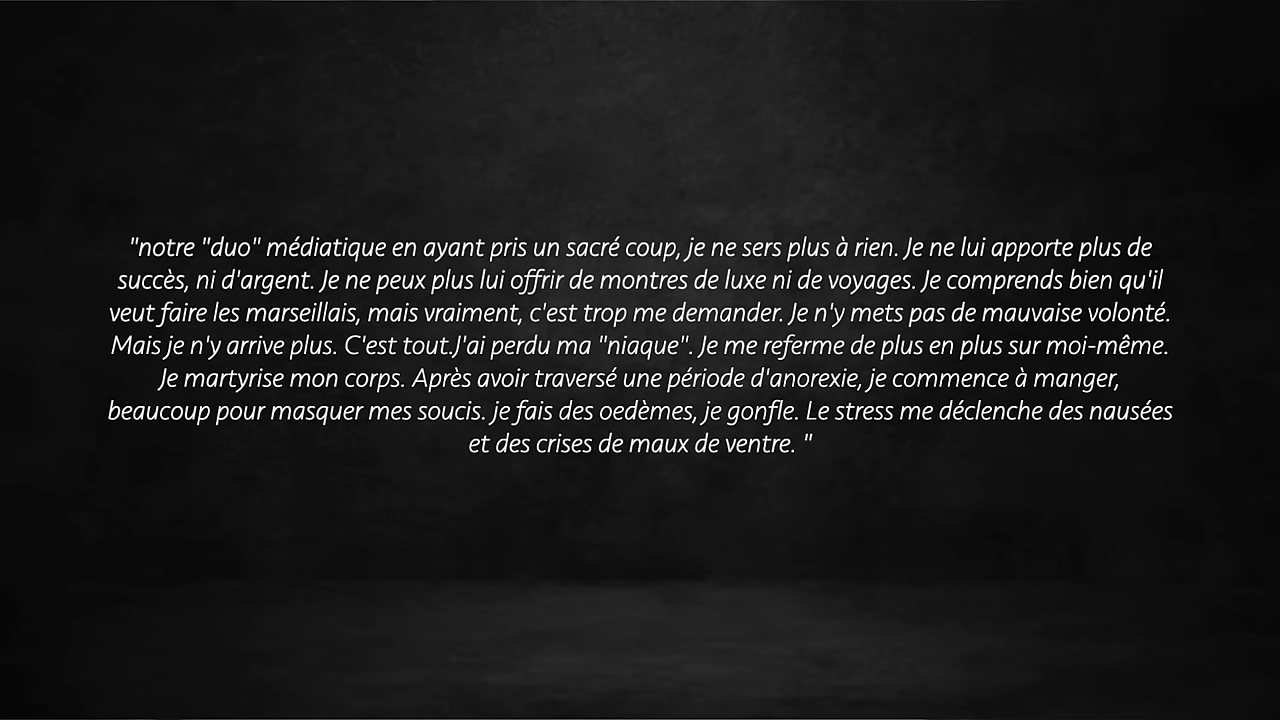 "notre "duo" médiatique en ayant pris un sacré coup, je ne sers plus à rien. Je ne lui apporte plus de
succès, ni d'argent. Je ne peux plus lui offrir de montres de luxe ni de voyages. Je comprends bien qu'il
veut faire les marseillais, mais vraiment, c'est trop me demander. Je n'y mets pas de mauvaise volonté.
Mais je n'y arrive plus. C'est tout.J'ai perdu ma "niaque". Je me referme de plus en plus sur moi-même.
Je martyrise mon corps. Après avoir traversé une période d'anorexie, je commence à manger,
beaucoup pour masquer mes soucis. je fais des oedèmes, je gonfle. Le stress me déclenche des nausées
et des crises de maux de ventre. "